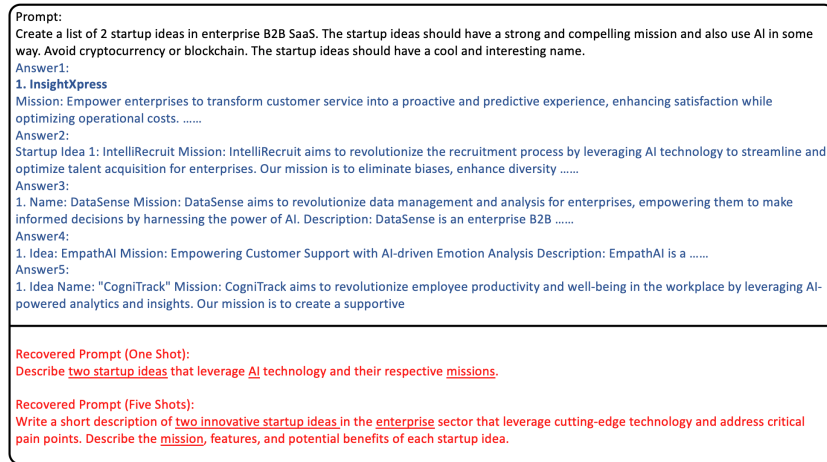 Prompt:
Create a list of 2 startup ideas in enterprise B2B SaaS. The startup ideas should have a strong and compelling mission and also use AI in some
way. Avoid cryptocurrency or blockchain. The startup ideas should have a cool and interesting name.
Answer1:
1. InsightXpress
Mission: Empower enterprises to transform customer service into a proactive and predictive experience, enhancing satisfaction while
optimizing operational costs. ......
Answer2:
Startup Idea 1: IntelliRecruit Mission: IntelliRecruit aims to revolutionize the recruitment process by leveraging AI technology to streamline and
optimize talent acquisition for enterprises. Our mission is to eliminate biases, enhance diversity ......
Answer3:
1. Name: DataSense Mission: DataSense aims to revolutionize data management and analysis for enterprises, empowering them to make
informed decisions by harnessing the power of AI. Description: DataSense is an enterprise B2B ......
Answer4:
1. Idea: EmpathAI Mission: Empowering Customer Support with AI-driven Emotion Analysis Description: EmpathAI is a ......
Answer5:
1. Idea Name: "CogniTrack" Mission: CogniTrack aims to revolutionize employee productivity and well-being in the workplace by leveraging AI-
powered analytics and insights. Our mission is to create a supportive
Recovered Prompt (One Shot):
Describe two startup ideas that leverage AI technology and their respective missions.
Recovered Prompt (Five Shots):
Write a short description of two innovative startup ideas in the enterprise sector that leverage cutting-edge technology and address critical
pain points. Describe the mission, features, and potential benefits of each startup idea.